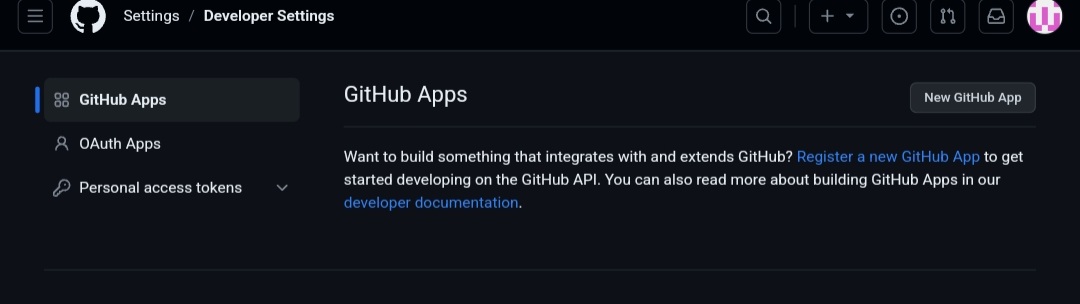 Settings / Developer Settings
GitHub Apps
OAuth Apps
Personal access tokens
GitHub Apps
New GitHub App
Want to build something that integrates with and extends GitHub? Register a new GitHub App to get
started developing on the GitHub API. You can also read more about building GitHub Apps in our
developer documentation.